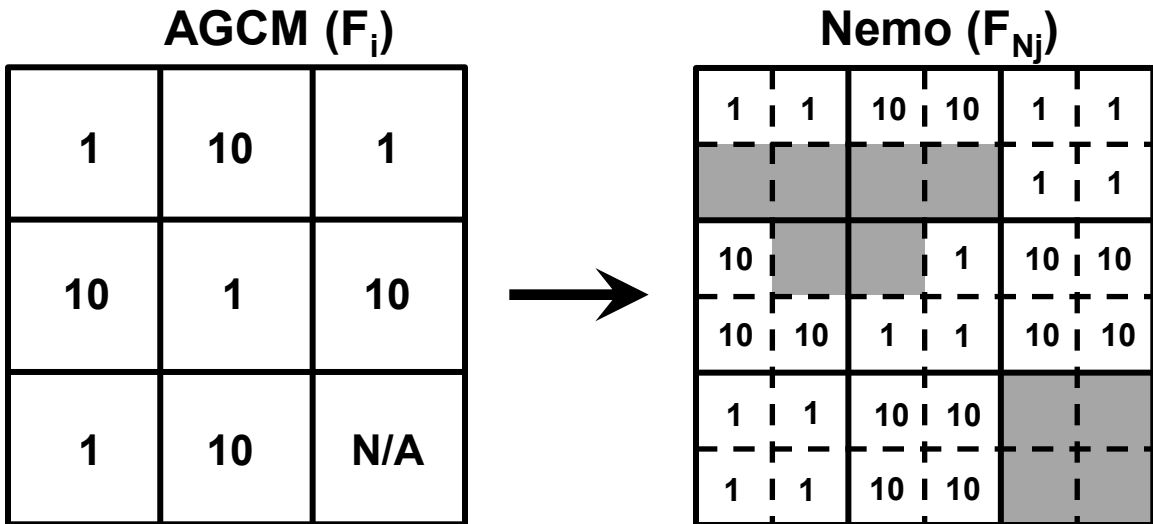 AGCM (Fi)
1 10 1
10 1 10
1 10 N/A
Nemo (FNj)
1 1 10 10 1 1
1 1
10 1 10 10
10 10 1 1 10 10
1 1 10 10
1 1 10 10